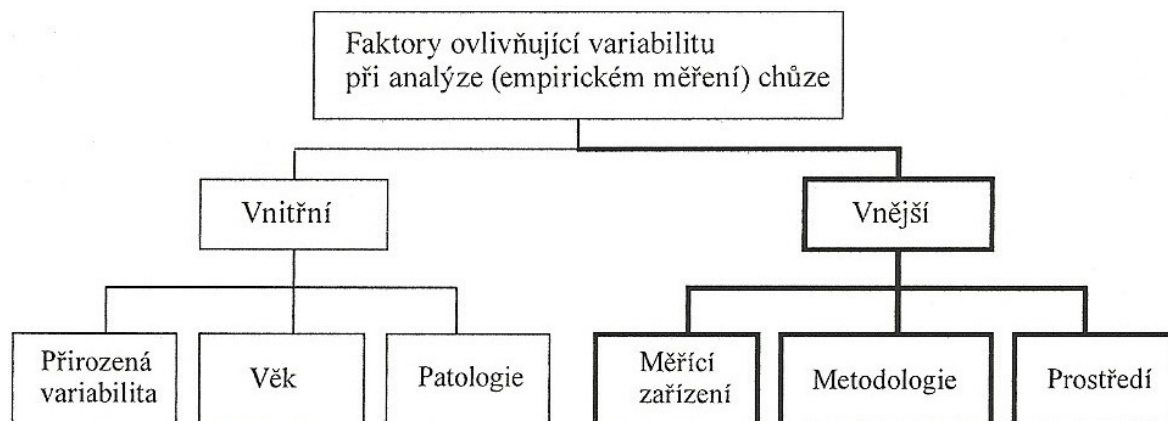 Faktory ovlivňující variabilitu
při analýze (empirickém měření) chůze
Vnitřní
Vnější
Přirozená
variabilita
Věk
Patologie
Měřící
zařízení
Metodologie
Prostředí